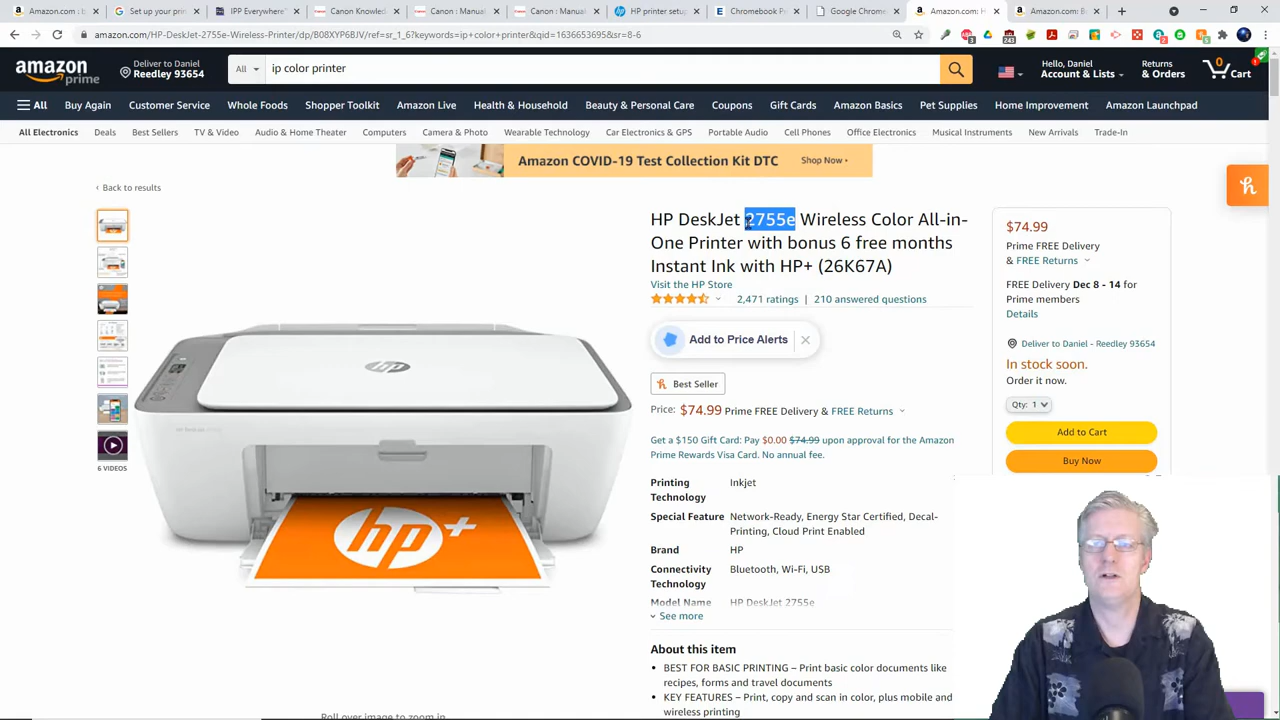 Amazon.com: b
Set up your print
IPP Everywhere™
Canon Knowled
Canon : Manual
Canon : Manual
HP printer setup
Chromebook P
Google Chrome
Amazon.com: H
Amazon.com: B
amazon.com/HP-DeskJet-2755e-Wireless-Printer/dp/B08XYP6BJV/ref=sr_1_6?keywords=ip+color+printer&qid=1636653695&sr=8-6
amazon prime
Deliver to Daniel
Reedley 93654
All
ip color printer
Hello, Daniel
Account & Lists
Returns
& Orders
0
Cart
All Buy Again Customer Service Whole Foods Shopper Toolkit Amazon Live Health & Household Beauty & Personal Care Coupons Amazon Basics Gift Cards Pet Supplies Home Improvement Amazon Launchpad
All Electronics Deals Best Sellers TV & Video Audio & Home Theater Computers Camera & Photo Wearable Technology Car Electronics & GPS Portable Audio Cell Phones Office Electronics Musical Instruments New Arrivals Trade-In
Amazon COVID-19 Test Collection Kit DTC Shop Now ›
‹ Back to results
6 VIDEOS
hp
hp+
Roll over image to zoom in
HP DeskJet 2755e Wireless Color All-in-
One Printer with bonus 6 free months
Instant Ink with HP+ (26K67A)
Visit the HP Store
2,471 ratings | 210 answered questions
Add to Price Alerts
Best Seller
Price: $74.99 Prime FREE Delivery & FREE Returns
Get a $150 Gift Card: Pay $0.00 $74.99 upon approval for the Amazon
Prime Rewards Visa Card. No annual fee.
Printing Technology Inkjet
Special Feature Network-Ready, Energy Star Certified, Decal-
Printing, Cloud Print Enabled
Brand HP
Connectivity Technology Bluetooth, Wi-Fi, USB
Model Name HP DeskJet 2755e
See more
About this item
• BEST FOR BASIC PRINTING – Print basic color documents like
recipes, forms and travel documents
• KEY FEATURES – Print, copy and scan in color, plus mobile and
wireless printing
$74.99
Prime FREE Delivery
& FREE Returns
FREE Delivery Dec 8 - 14 for
Prime members
Details
Deliver to Daniel - Reedley 93654
In stock soon.
Order it now.
Qty: 1
Add to Cart
Buy Now
h